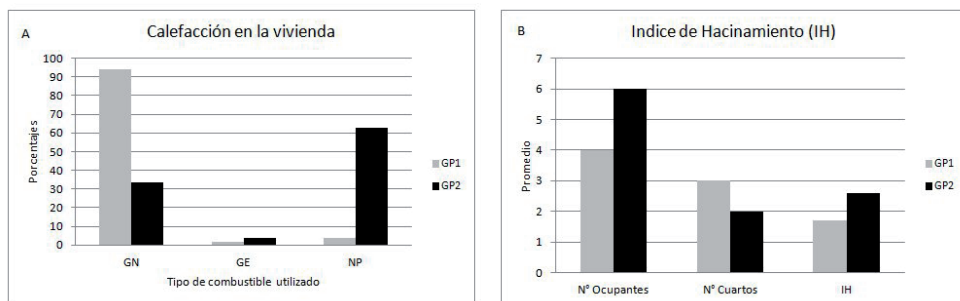 A
Calefacción en la vivienda
Porcentajes
100
90
80
70
60
50
40
30
20
10
0
GN
GE
NP
Tipo de combustible utilizado
GP1
GP2
B
Indice de Hacinamiento (IH)
Promedio
7
6
5
4
3
2
1
0
N° Ocupantes
N° Cuartos
IH
GP1
GP2